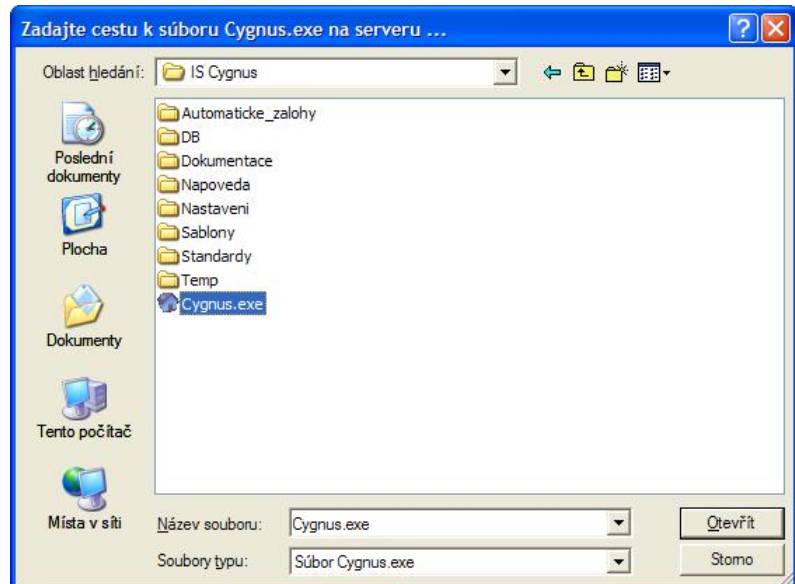 Zadajte cestu k súboru Cygnus.exe na serveru ...
Oblast hledání: IS Cygnus
Automaticke_zalohy
DB
Dokumentace
Napoveda
Nastaveni
Sablony
Standardy
Temp
Cygnus.exe
Poslední
dokumenty
Plocha
Dokumenty
Tento počítač
Místa v síti
Název souboru: Cygnus.exe Otevřít
Soubory typu: Súbor Cygnus.exe Storno